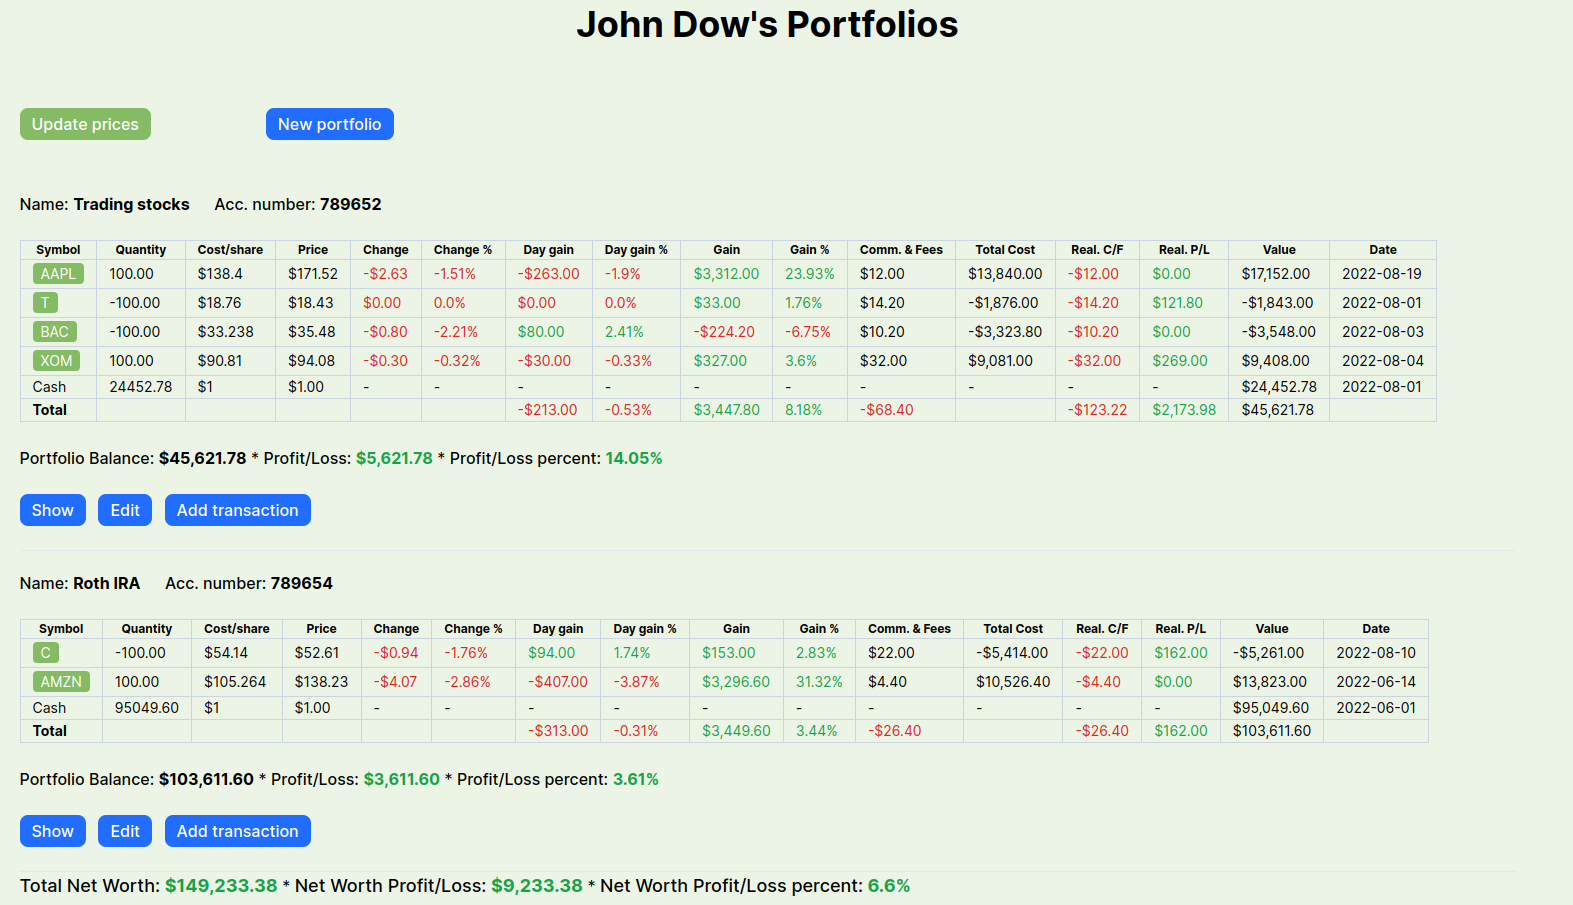 John Dow's Portfolios
Update prices New portfolio
Name: Trading stocks Acc. number: 789652
Symbol Quantity Cost/share Price Change Change % Day gain Day gain % Gain Gain % Comm. & Fees Total Cost Real. C/F Real. P/L Value Date
AAPL 100.00 $138.4 $171.52 -$2.63 -1.51% -$263.00 -1.9% $3,312.00 23.93% $12.00 $13,840.00 -$12.00 $0.00 $17,152.00 2022-08-19
T -100.00 $18.76 $18.43 $0.00 0.0% $0.00 0.0% $33.00 1.76% $14.20 -$1,876.00 -$14.20 $121.80 -$1,843.00 2022-08-01
BAC -100.00 $33.238 $35.48 -$0.80 -2.21% $80.00 2.41% -$224.20 -6.75% $10.20 -$3,323.80 -$10.20 $0.00 -$3,548.00 2022-08-03
XOM 100.00 $90.81 $94.08 -$0.30 -0.32% -$30.00 -0.33% $327.00 3.6% $32.00 $9,081.00 -$32.00 $269.00 $9,408.00 2022-08-04
Cash 24452.78 $1 $1.00 - - - - - - - - - - $24,452.78 2022-08-01
Total -$213.00 -0.53% $3,447.80 8.18% -$68.40 -$123.22 $2,173.98 $45,621.78
Portfolio Balance: $45,621.78 * Profit/Loss: $5,621.78 * Profit/Loss percent: 14.05%
Show Edit Add transaction
Name: Roth IRA Acc. number: 789654
Symbol Quantity Cost/share Price Change Change % Day gain Day gain % Gain Gain % Comm. & Fees Total Cost Real. C/F Real. P/L Value Date
C -100.00 $54.14 $52.61 -$0.94 -1.76% $94.00 1.74% $153.00 2.83% $22.00 -$5,414.00 -$22.00 $162.00 -$5,261.00 2022-08-10
AMZN 100.00 $105.264 $138.23 -$4.07 -2.86% -$407.00 -3.87% $3,296.60 31.32% $4.40 $10,526.40 -$4.40 $0.00 $13,823.00 2022-06-14
Cash 95049.60 $1 $1.00 - - - - - - - - - - $95,049.60 2022-06-01
Total -$313.00 -0.31% $3,449.60 3.44% -$26.40 -$26.40 $162.00 $103,611.60
Portfolio Balance: $103,611.60 * Profit/Loss: $3,611.60 * Profit/Loss percent: 3.61%
Show Edit Add transaction
Total Net Worth: $149,233.38 * Net Worth Profit/Loss: $9,233.38 * Net Worth Profit/Loss percent: 6.6%